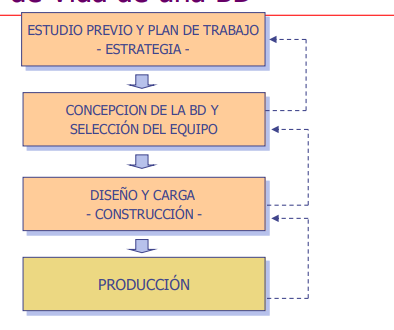 de vida de una BD
ESTUDIO PREVIO Y PLAN DE TRABAJO
- ESTRATEGIA -
CONCEPCION DE LA BD Y
SELECCIÓN DEL EQUIPO
DISEÑO Y CARGA
- CONSTRUCCIÓN -
PRODUCCIÓN